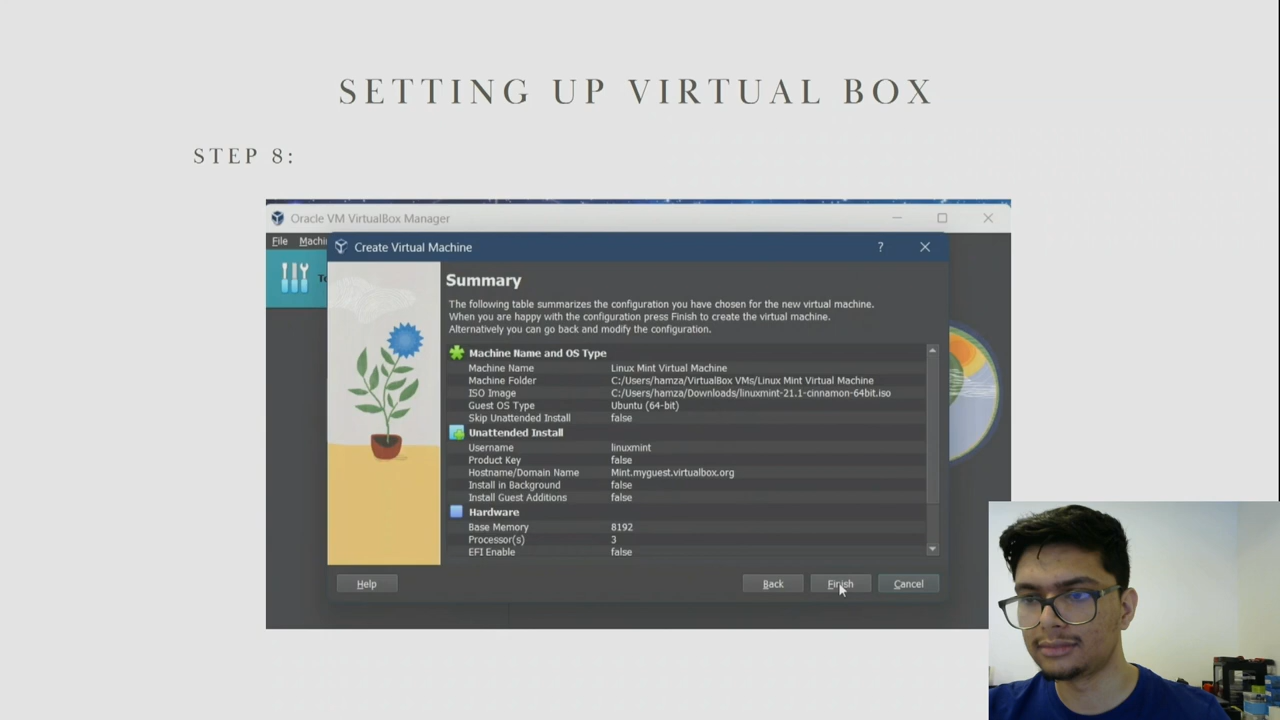 SETTING UP VIRTUAL BOX
STEP 8:
Oracle VM VirtualBox Manager
File Machi
Create Virtual Machine ?
Summary
The following table summarizes the configuration you have chosen for the new virtual machine.
When you are happy with the configuration press Finish to create the virtual machine.
Alternatively you can go back and modify the configuration.
Machine Name and OS Type
Machine Name Linux Mint Virtual Machine
Machine Folder C:/Users/hamza/VirtualBox VMs/Linux Mint Virtual Machine
ISO Image C:/Users/hamza/Downloads/linuxmint-21.1-cinnamon-64bit.iso
Guest OS Type Ubuntu (64-bit)
Skip Unattended Install false
Unattended Install
Username linuxmint
Product Key false
Hostname/Domain Name Mint.myguest.virtualbox.org
Install in Background false
Install Guest Additions false
Hardware
Base Memory 8192
Processor(s) 3
EFI Enable false
Help Back Finish Cancel